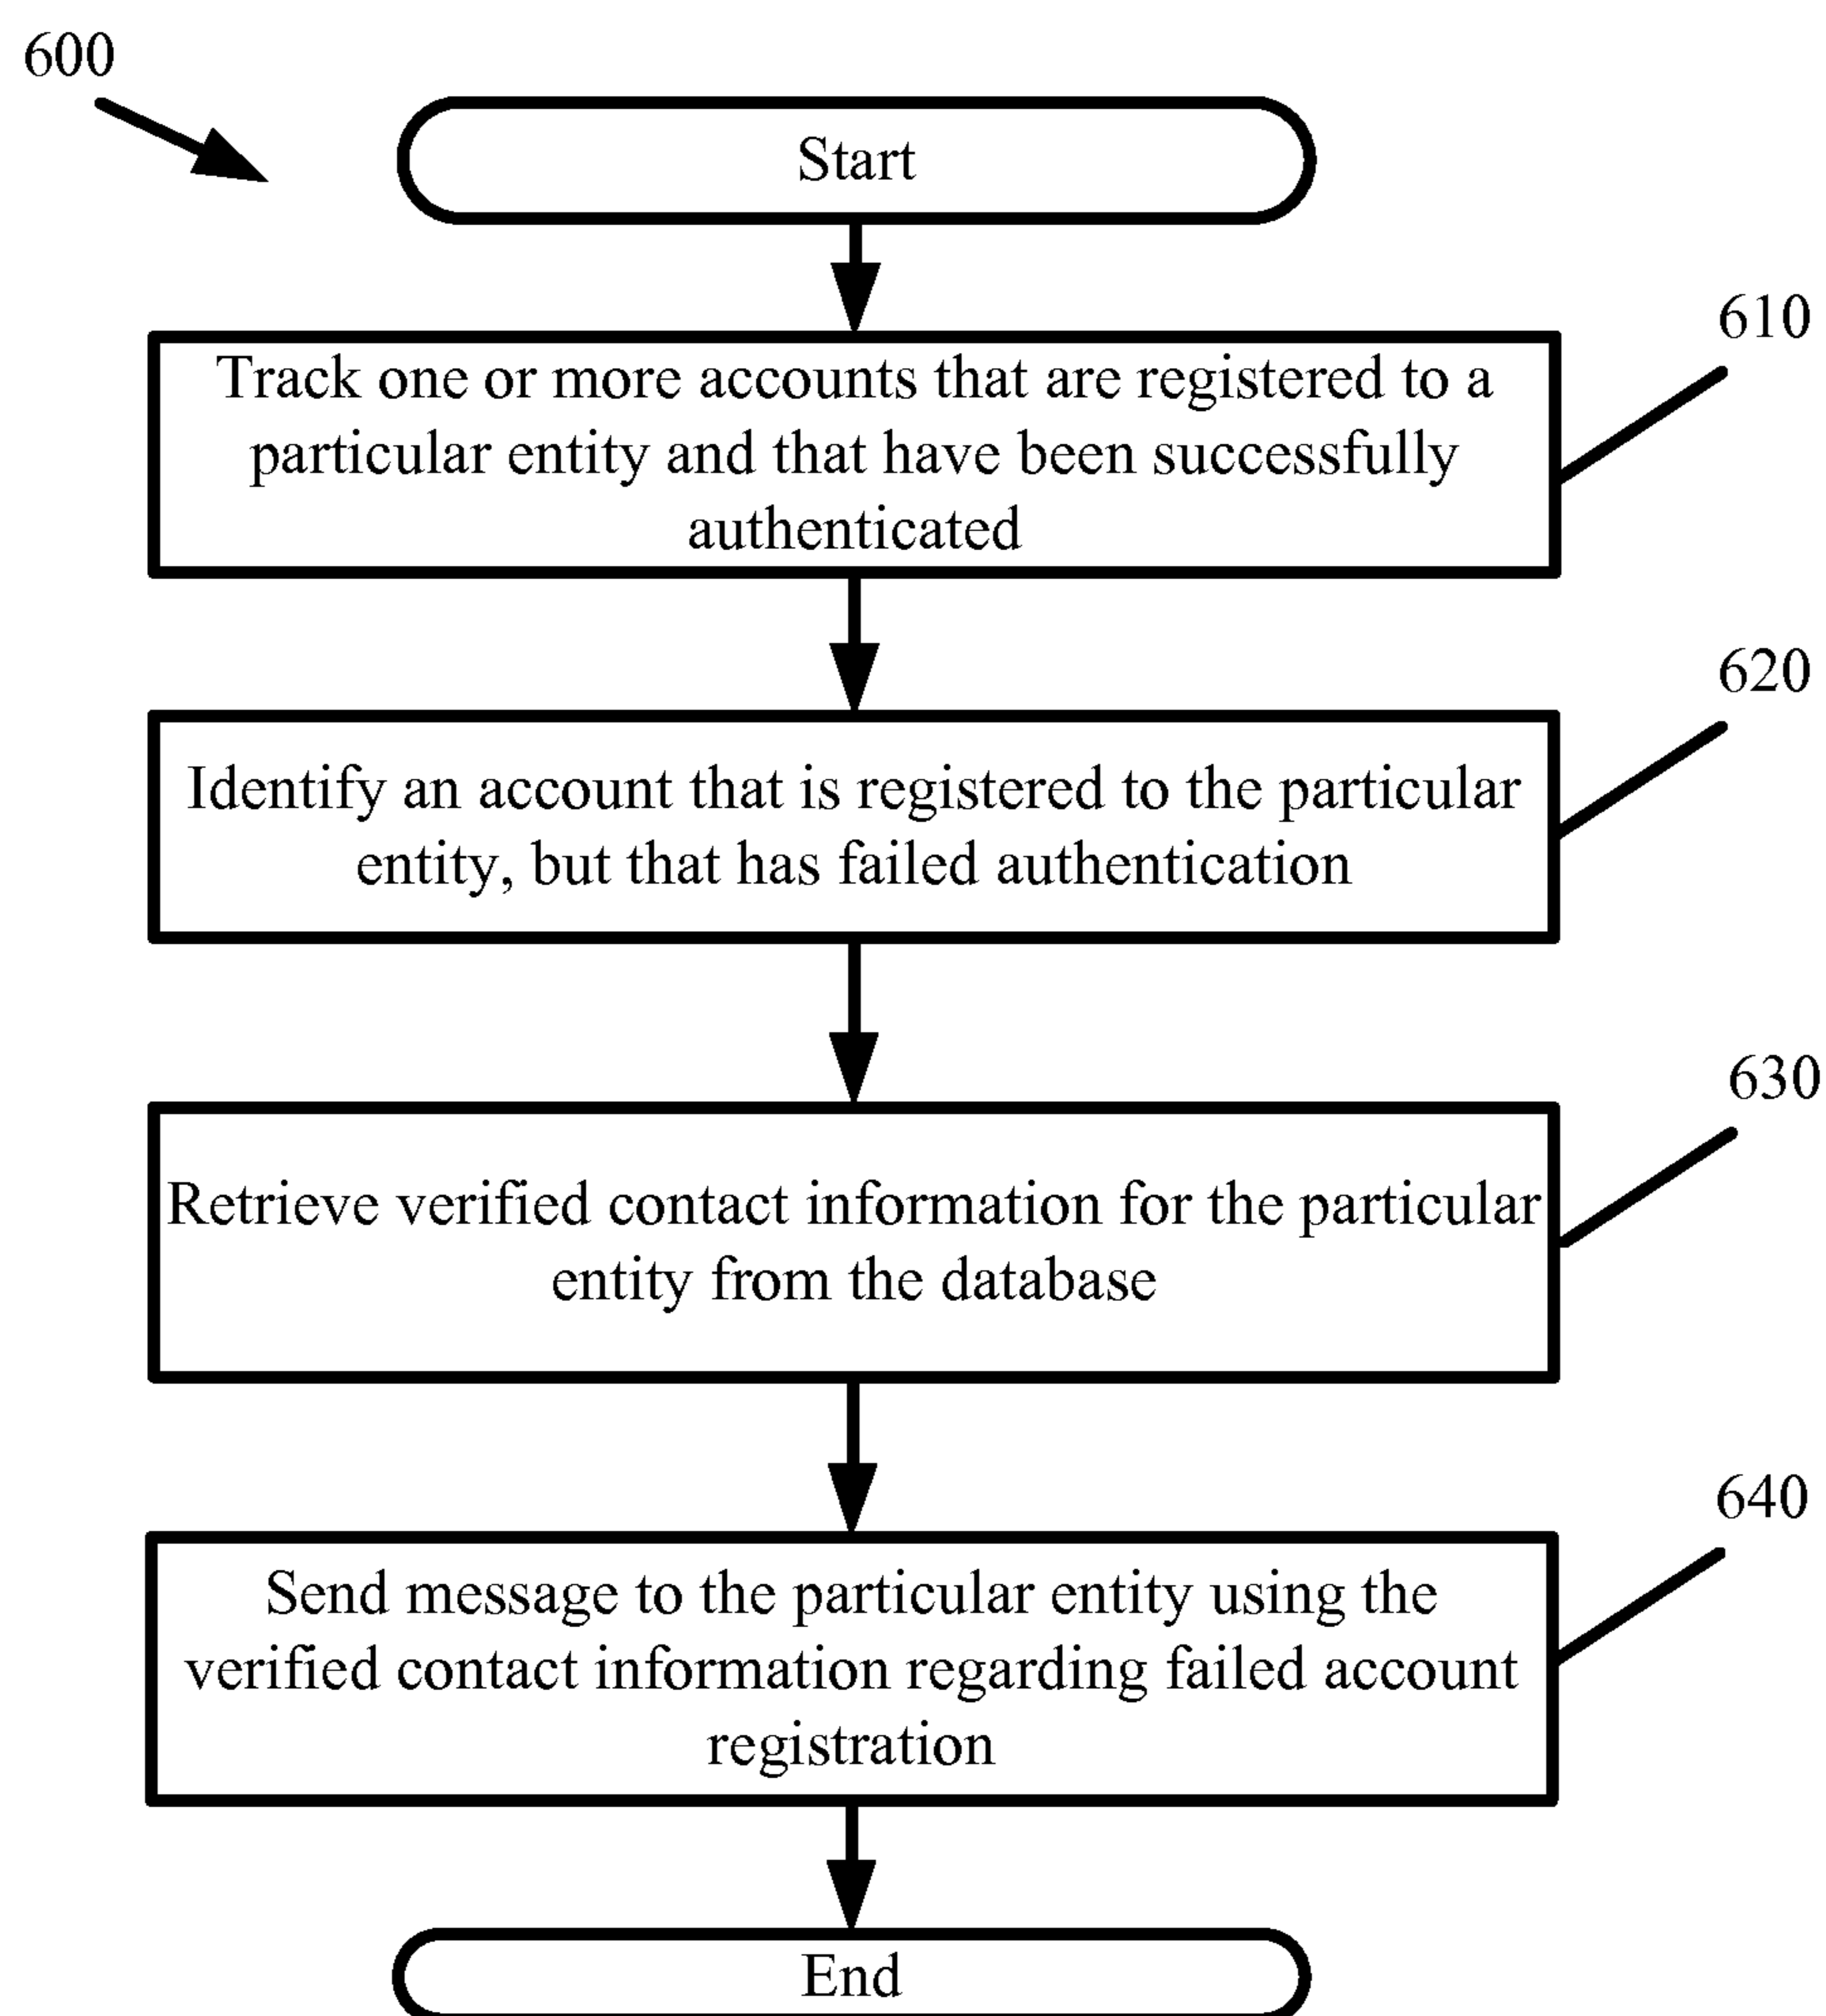 600
Start
610
Track one or more accounts that are registered to a
particular entity and that have been successfully
authenticated
620
Identify an account that is registered to the particular
entity, but that has failed authentication
630
Retrieve verified contact information for the particular
entity from the database
640
Send message to the particular entity using the
verified contact information regarding failed account
registration
End